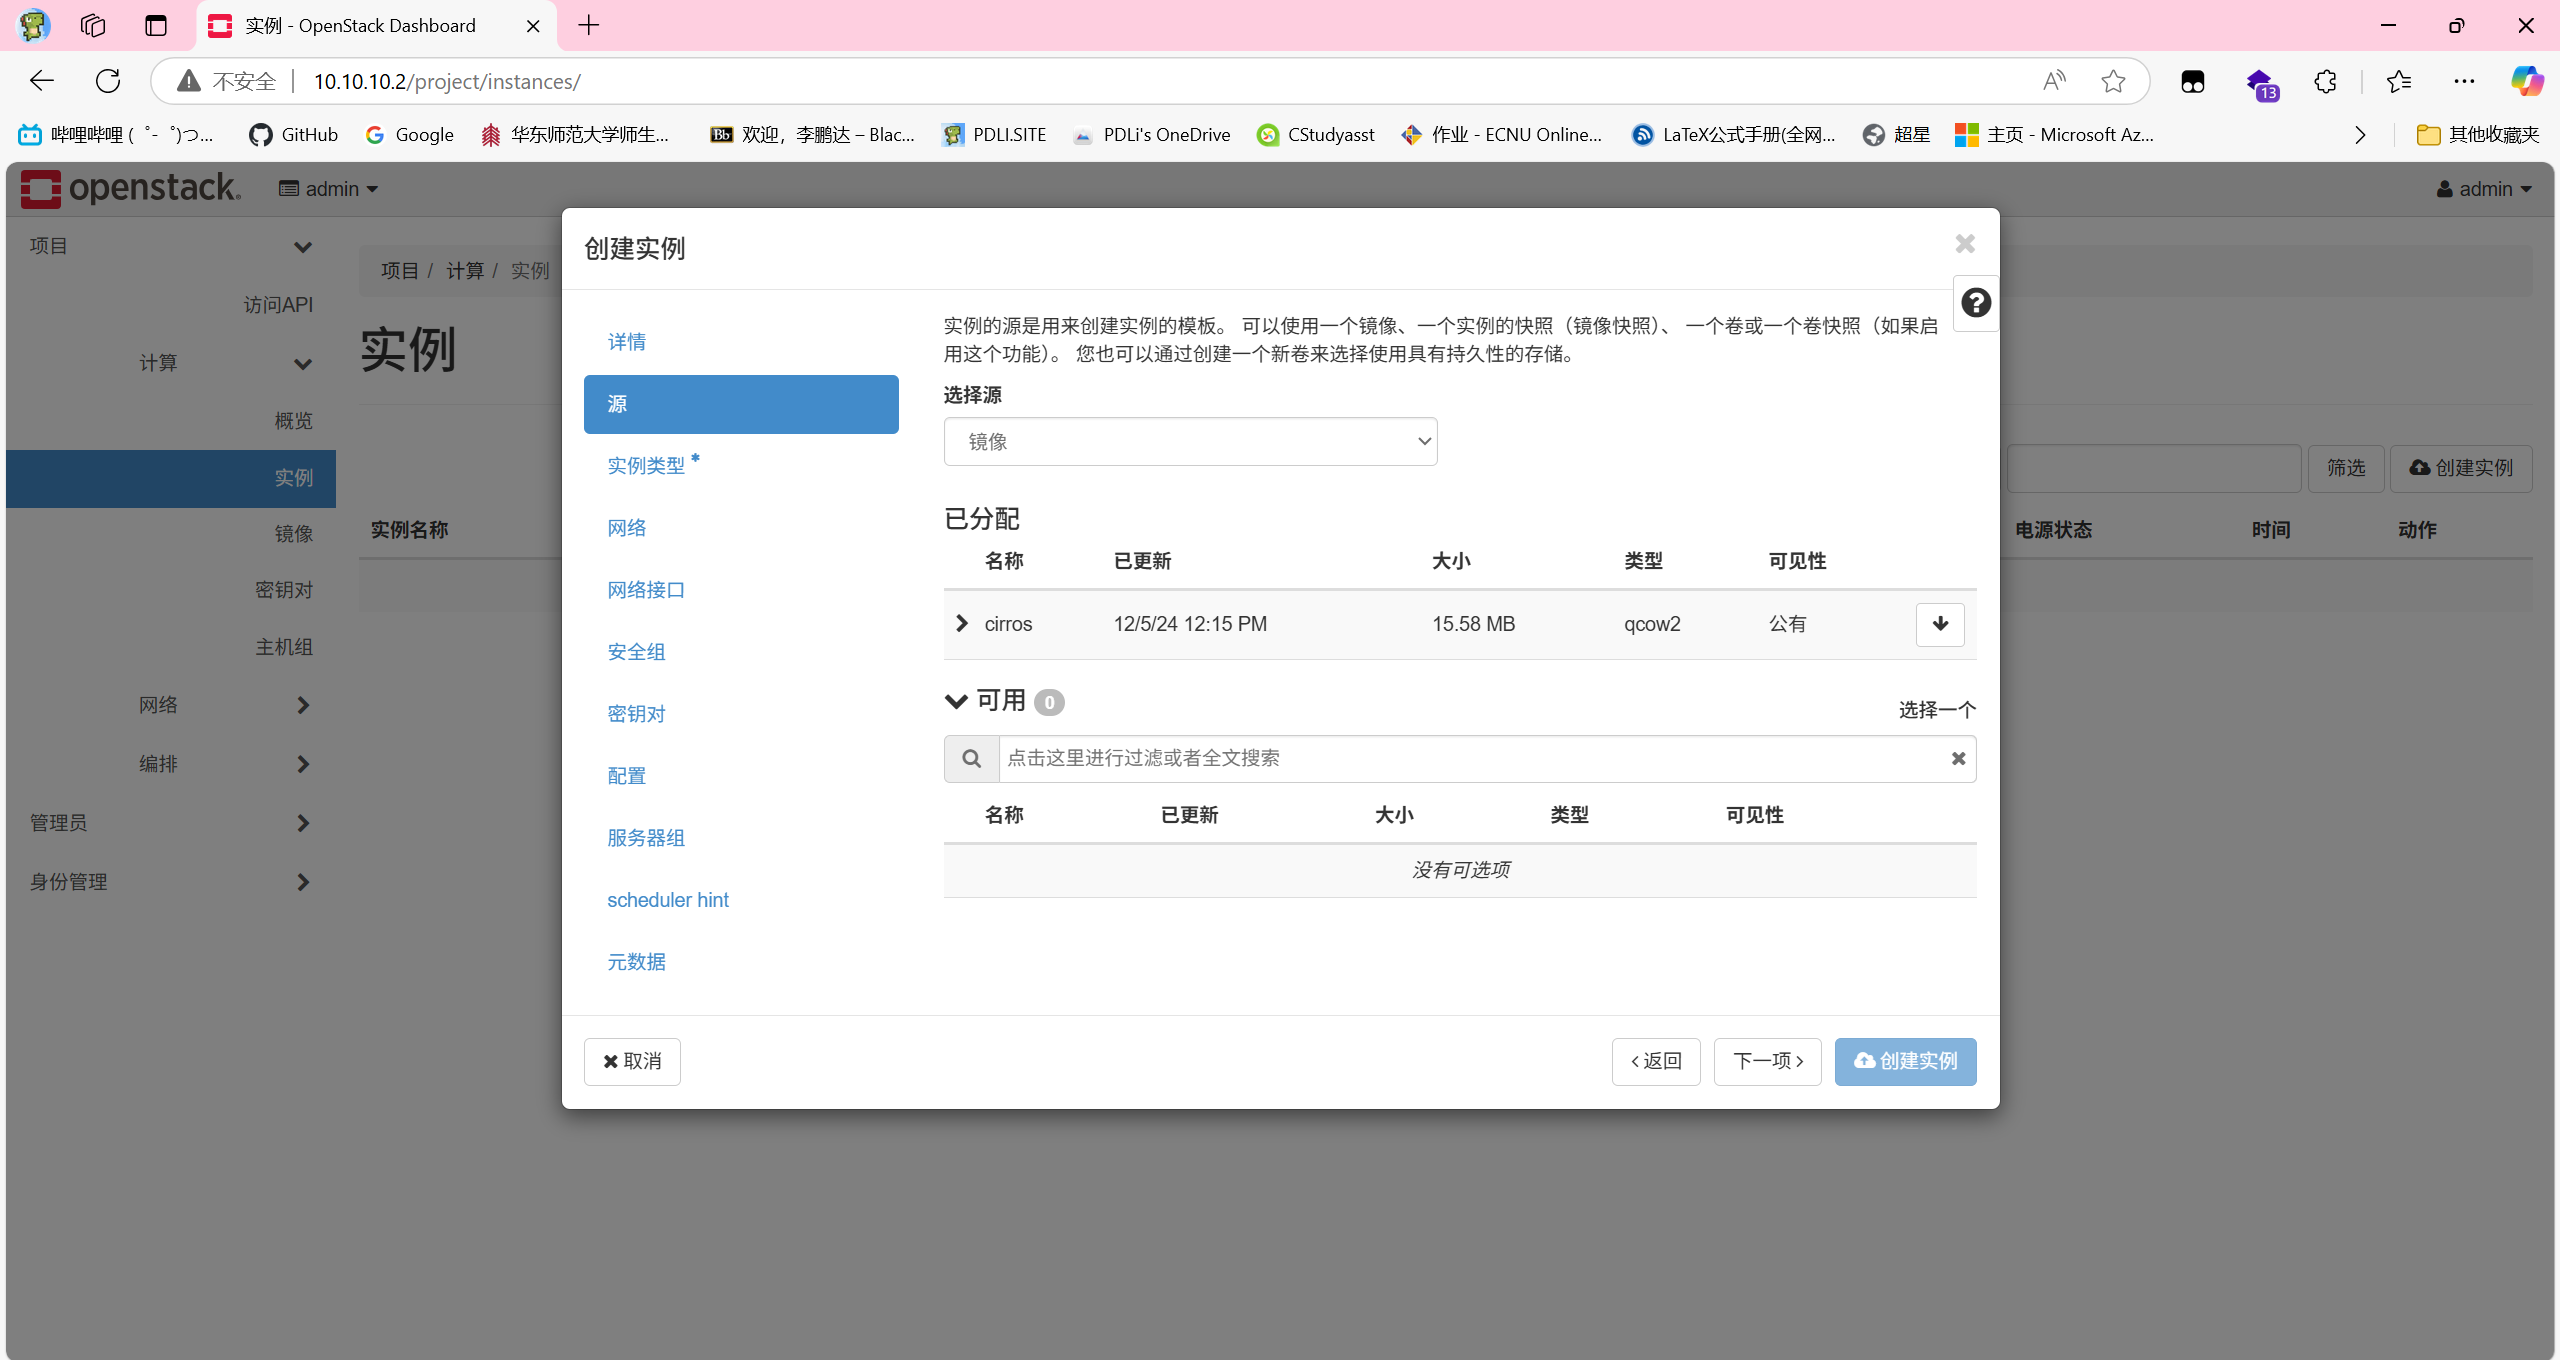 实例 - OpenStack Dashboard
不安全 10.10.10.2/project/instances/
13
哔哩哔哩 ( ゜- ゜)つ...
GitHub
Google
华东师范大学师生...
Bb 欢迎，李鹏达 – Blac...
PDLI.SITE
PDLi's OneDrive
CStudyasst
作业 - ECNU Online...
LaTeX公式手册(全网...
超星
主页 - Microsoft Az...
其他收藏夹
openstack. admin
admin
项目
访问API
计算
概览
实例
镜像
密钥对
主机组
网络
编排
管理员
身份管理
项目 / 计算 / 实例
实例
筛选
创建实例
实例名称
电源状态 时间 动作
创建实例
详情
源
实例类型 *
网络
网络接口
安全组
密钥对
配置
服务器组
scheduler hint
元数据
实例的源是用来创建实例的模板。 可以使用一个镜像、一个实例的快照（镜像快照）、 一个卷或一个卷快照（如果启
用这个功能）。 您也可以通过创建一个新卷来选择使用具有持久性的存储。
选择源
镜像
已分配
名称 已更新 大小 类型 可见性
cirros 12/5/24 12:15 PM 15.58 MB qcow2 公有
可用 0
选择一个
点击这里进行过滤或者全文搜索
名称 已更新 大小 类型 可见性
没有可选项
取消
返回
下一项
创建实例